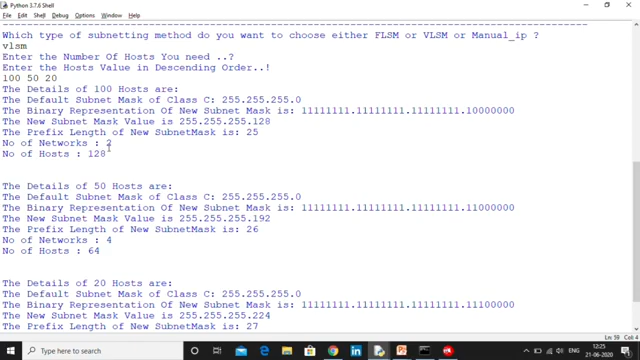 Python 3.7.6 Shell
File Edit Shell Debug Options Window Help
Which type of subnetting method do you want to choose either FLSM or VLSM or Manual_ip ?
vlsm
Enter the Number Of Hosts You need ..?
Enter the Hosts Value in Descending Order..!
100 50 20
The Details of 100 Hosts are:
The Default Subnet Mask of Class C: 255.255.255.0
The Binary Representation Of New Subnet Mask is: 11111111.11111111.11111111.10000000
The New Subnet Mask Value is 255.255.255.128
The Prefix Length of New SubnetMask is: 25
No of Networks : 2
No of Hosts : 128
The Details of 50 Hosts are:
The Default Subnet Mask of Class C: 255.255.255.0
The Binary Representation Of New Subnet Mask is: 11111111.11111111.11111111.11000000
The New Subnet Mask Value is 255.255.255.192
The Prefix Length of New SubnetMask is: 26
No of Networks : 4
No of Hosts : 64
The Details of 20 Hosts are:
The Default Subnet Mask of Class C: 255.255.255.0
The Binary Representation Of New Subnet Mask is: 11111111.11111111.11111111.11100000
The New Subnet Mask Value is 255.255.255.224
The Prefix Length of New SubnetMask is: 27
Ln: 59 Col: 4
Type here to search
ENG
12:25
21-06-2020